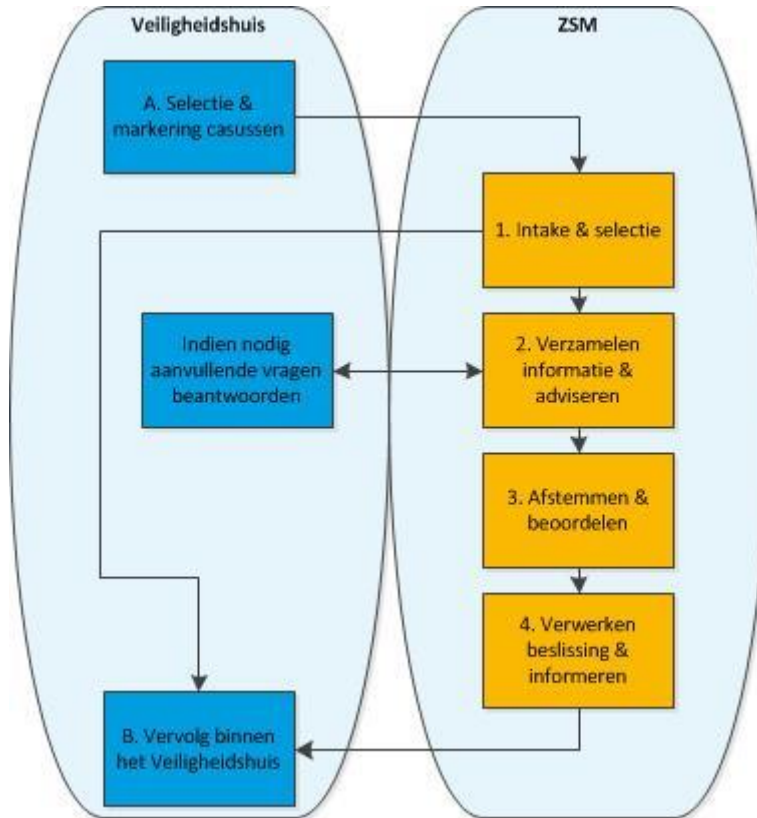 Veiligheidshuis
ZSM
A. Selectie &
markering casussen
1. Intake & selectie
Indien nodig
aanvullende vragen
beantwoorden
2. Verzamelen
informatie &
adviseren
3. Afstemmen &
beoordelen
4. Verwerken
beslissing &
informeren
B. Vervolg binnen
het Veiligheidshuis